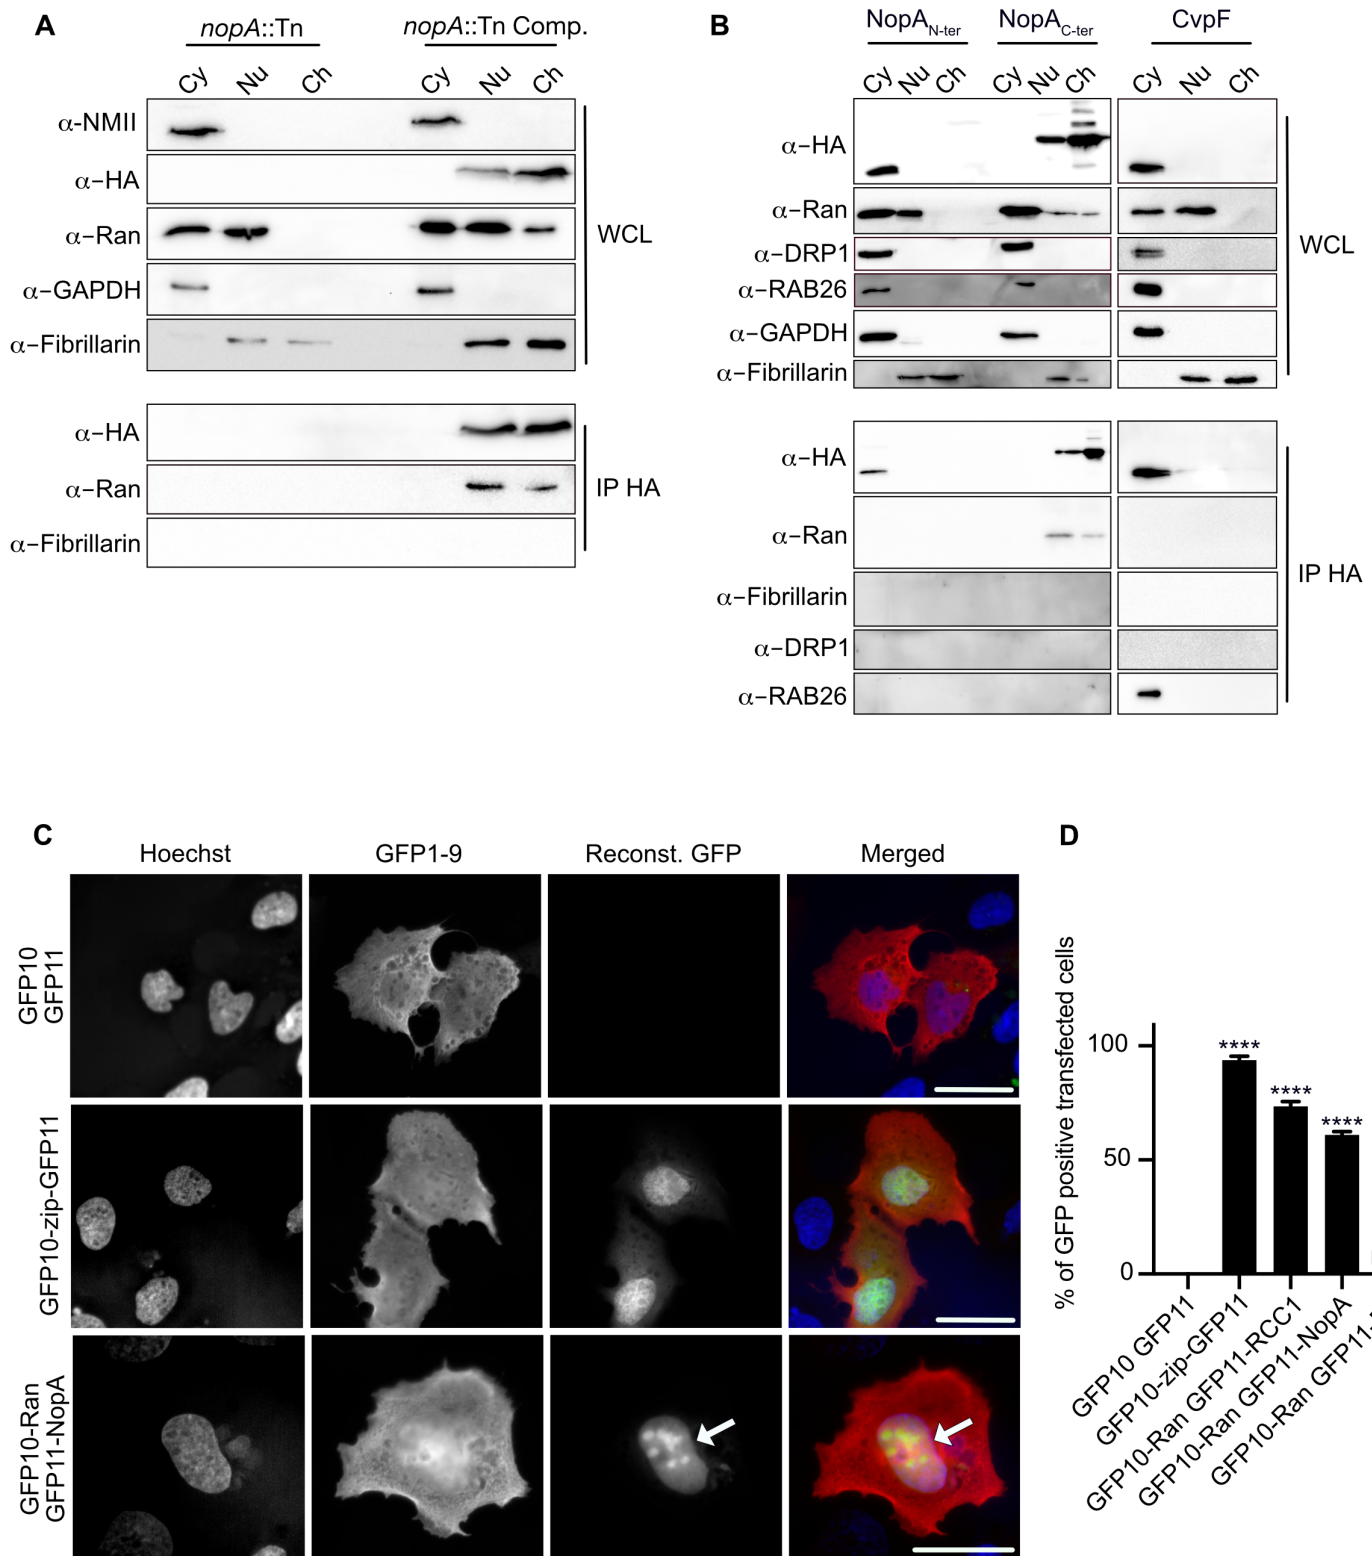 A
nopA::Tn
nopA::Tn Comp.
Cy Nu Ch Cy Nu Ch
α-NMII
α–HA
α–Ran
α–GAPDH
α–Fibrillarin
WCL
α–HA
α–Ran
α–Fibrillarin
IP HA
B
NopAN-ter
NopAC-ter
CvpF
Cy Nu Ch Cy Nu Ch Cy Nu Ch
α–HA
α–Ran
α–DRP1
α–RAB26
α–GAPDH
α–Fibrillarin
WCL
α–HA
α–Ran
α–Fibrillarin
α–DRP1
α–RAB26
IP HA
C
Hoechst
GFP1-9
Reconst. GFP
Merged
GFP10
GFP11
GFP10-zip-GFP11
GFP10-Ran
GFP11-NopA
D
% of GFP positive transfected cells
100
50
0
****
****
****
GFP10 GFP11
GFP10-zip-GFP11
GFP10-Ran GFP11-RCC1
GFP10-Ran GFP11-NopA
GFP10-Ran GFP11-